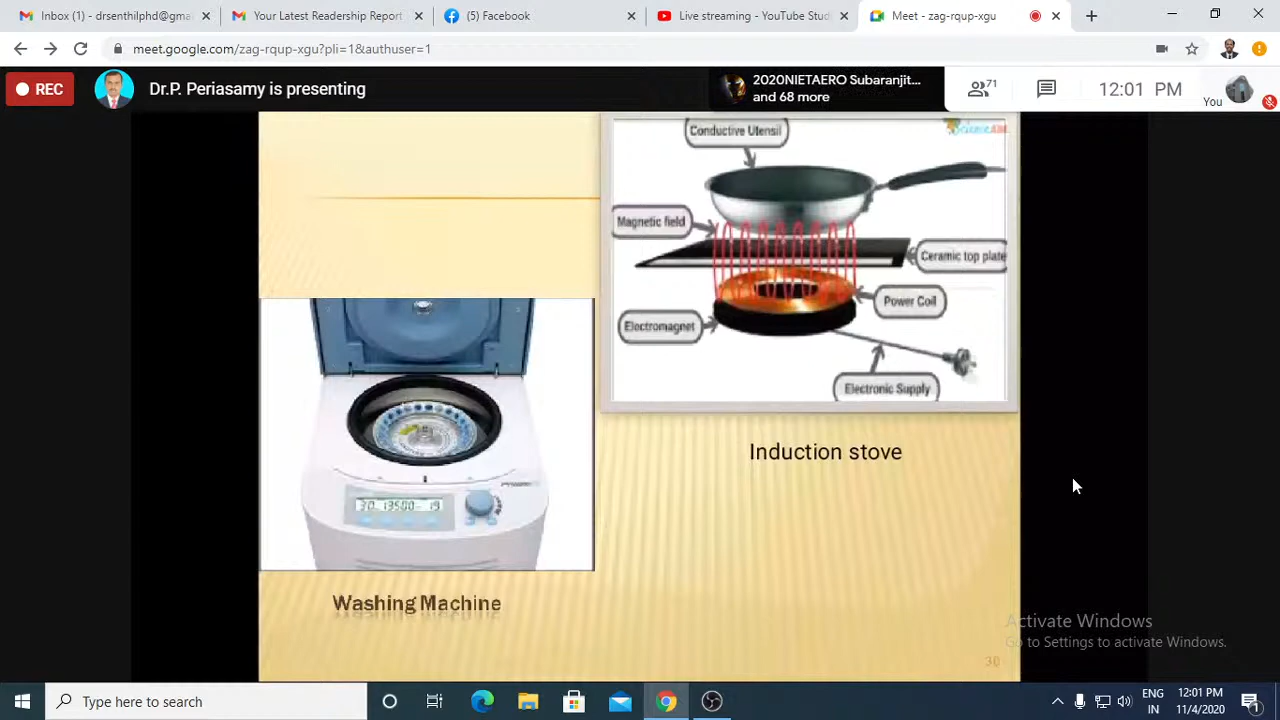 Inbox (1) - drsenthilphd@gma
Your Latest Readership Report
(5) Facebook
Live streaming - YouTube Stud
Meet - zag-rqup-xgu
meet.google.com/zag-rqup-xgu?pli=1&authuser=1
REC
Dr.P. Periasamy is presenting
2020NIETAERO Subaranjit...
and 68 more
71
12:01 PM
You
Conductive Utensil
Magnetic field
Ceramic top plate
Power Coil
Electromagnet
Electronic Supply
Induction stove
Washing Machine
Activate Windows
Go to Settings to activate Windows.
30
Type here to search
ENG
IN
12:01 PM
11/4/2020